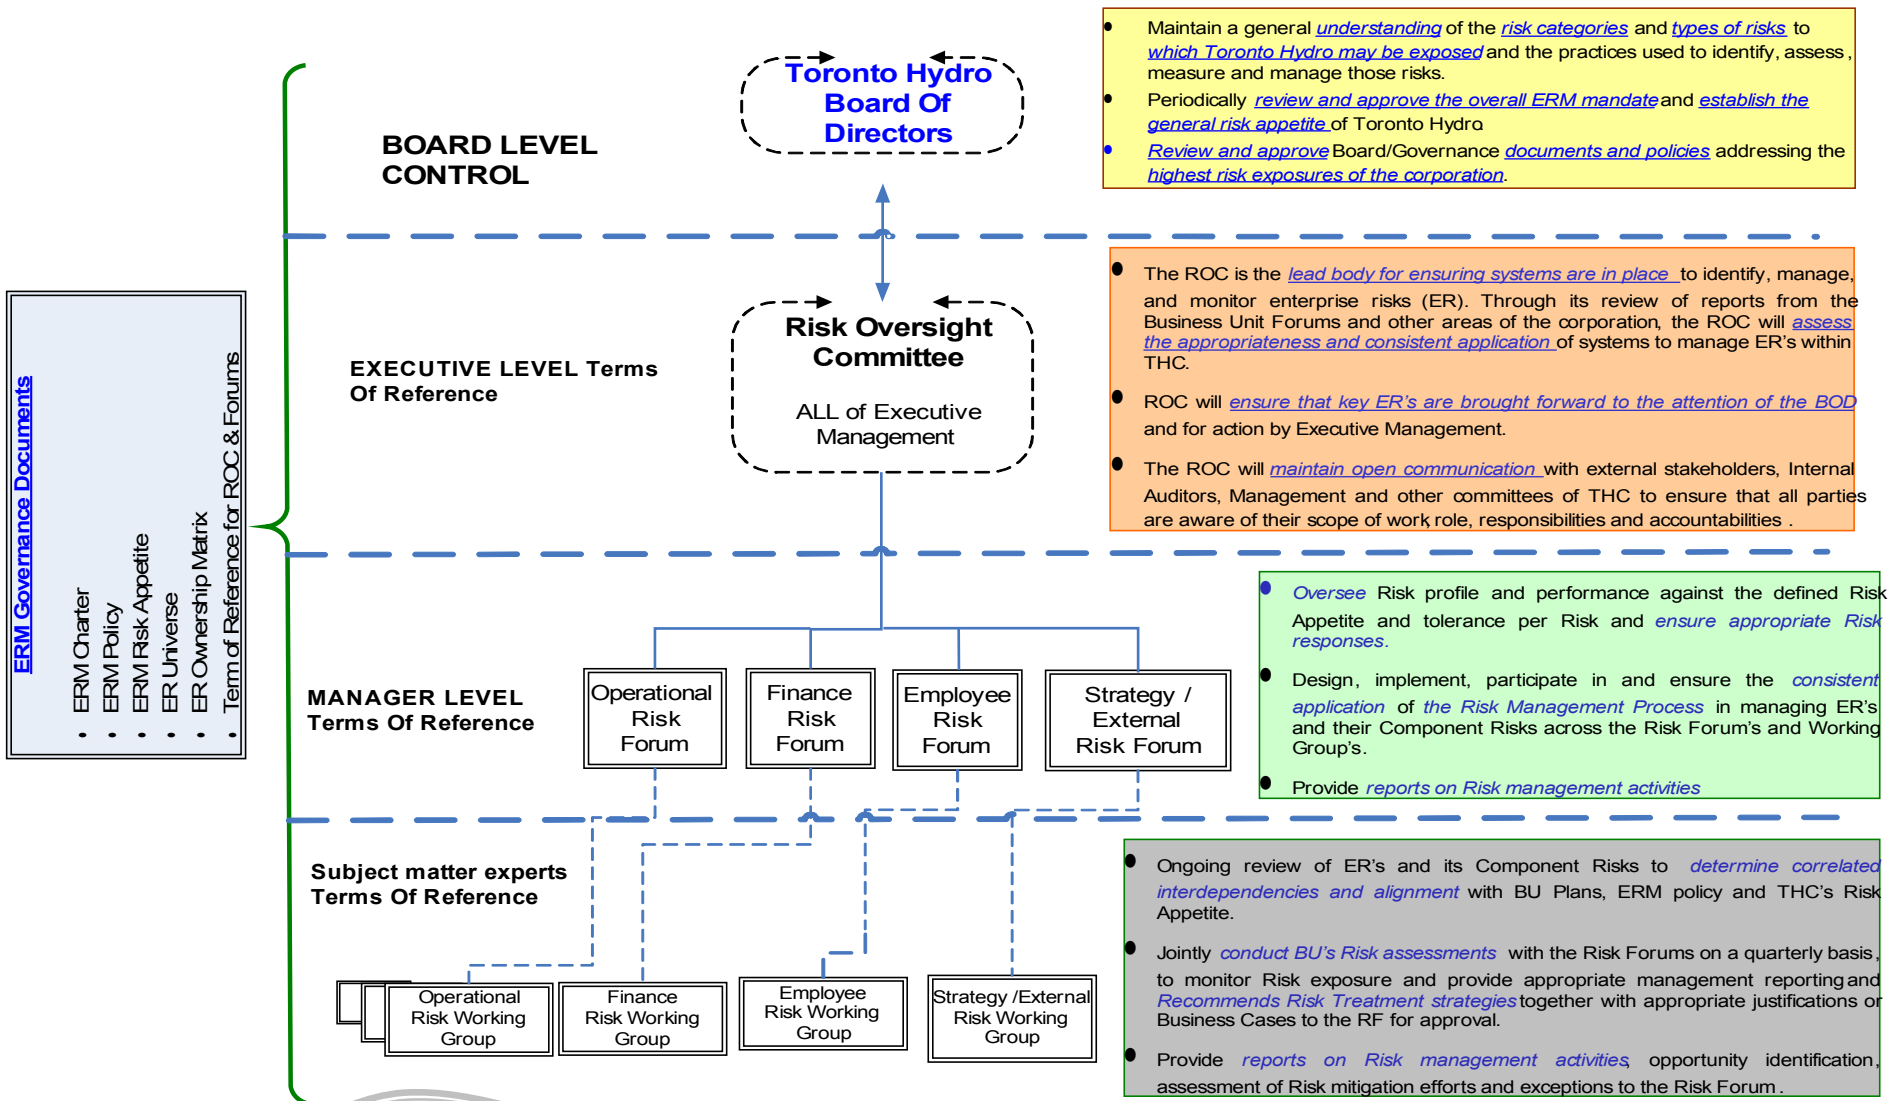 ERM Governance Documents
• ERM Charter
• ERM Policy
• ERM Risk Appetite
• ER Universe
• ER Ownership Matrix
• Term of Reference for ROC & Forums
BOARD LEVEL
CONTROL
Toronto Hydro
Board Of
Directors
• Maintain a general understanding of the risk categories and types of risks to
which Toronto Hydro may be exposed and the practices used to identify, assess,
measure and manage those risks.
• Periodically review and approve the overall ERM mandate and establish the
general risk appetite of Toronto Hydro.
• Review and approve Board/Governance documents and policies addressing the
highest risk exposures of the corporation.
EXECUTIVE LEVEL Terms
Of Reference
Risk Oversight
Committee
ALL of Executive
Management
• The ROC is the lead body for ensuring systems are in place to identify, manage,
and monitor enterprise risks (ER). Through its review of reports from the
Business Unit Forums and other areas of the corporation, the ROC will assess
the appropriateness and consistent application of systems to manage ER's within
THC.
• ROC will ensure that key ER's are brought forward to the attention of the BOD
and for action by Executive Management.
• The ROC will maintain open communication with external stakeholders, Internal
Auditors, Management and other committees of THC to ensure that all parties
are aware of their scope of work, role, responsibilities and accountabilities .
MANAGER LEVEL
Terms Of Reference
Operational
Risk
Forum
Finance
Risk
Forum
Employee
Risk
Forum
Strategy /
External
Risk Forum
• Oversee Risk profile and performance against the defined Risk
Appetite and tolerance per Risk and ensure appropriate Risk
responses.
• Design, implement, participate in and ensure the consistent
application of the Risk Management Process in managing ER's
and their Component Risks across the Risk Forum's and Working
Group's.
• Provide reports on Risk management activities
Subject matter experts
Terms Of Reference
Operational
Risk Working
Group
Finance
Risk Working
Group
Employee
Risk Working
Group
Strategy /External
Risk Working
Group
• Ongoing review of ER's and its Component Risks to determine correlated
interdependencies and alignment with BU Plans, ERM policy and THC's Risk
Appetite.
• Jointly conduct BU's Risk assessments with the Risk Forums on a quarterly basis,
to monitor Risk exposure and provide appropriate management reporting and
Recommends Risk Treatment strategies together with appropriate justifications or
Business Cases to the RF for approval.
• Provide reports on Risk management activities, opportunity identification,
assessment of Risk mitigation efforts and exceptions to the Risk Forum .